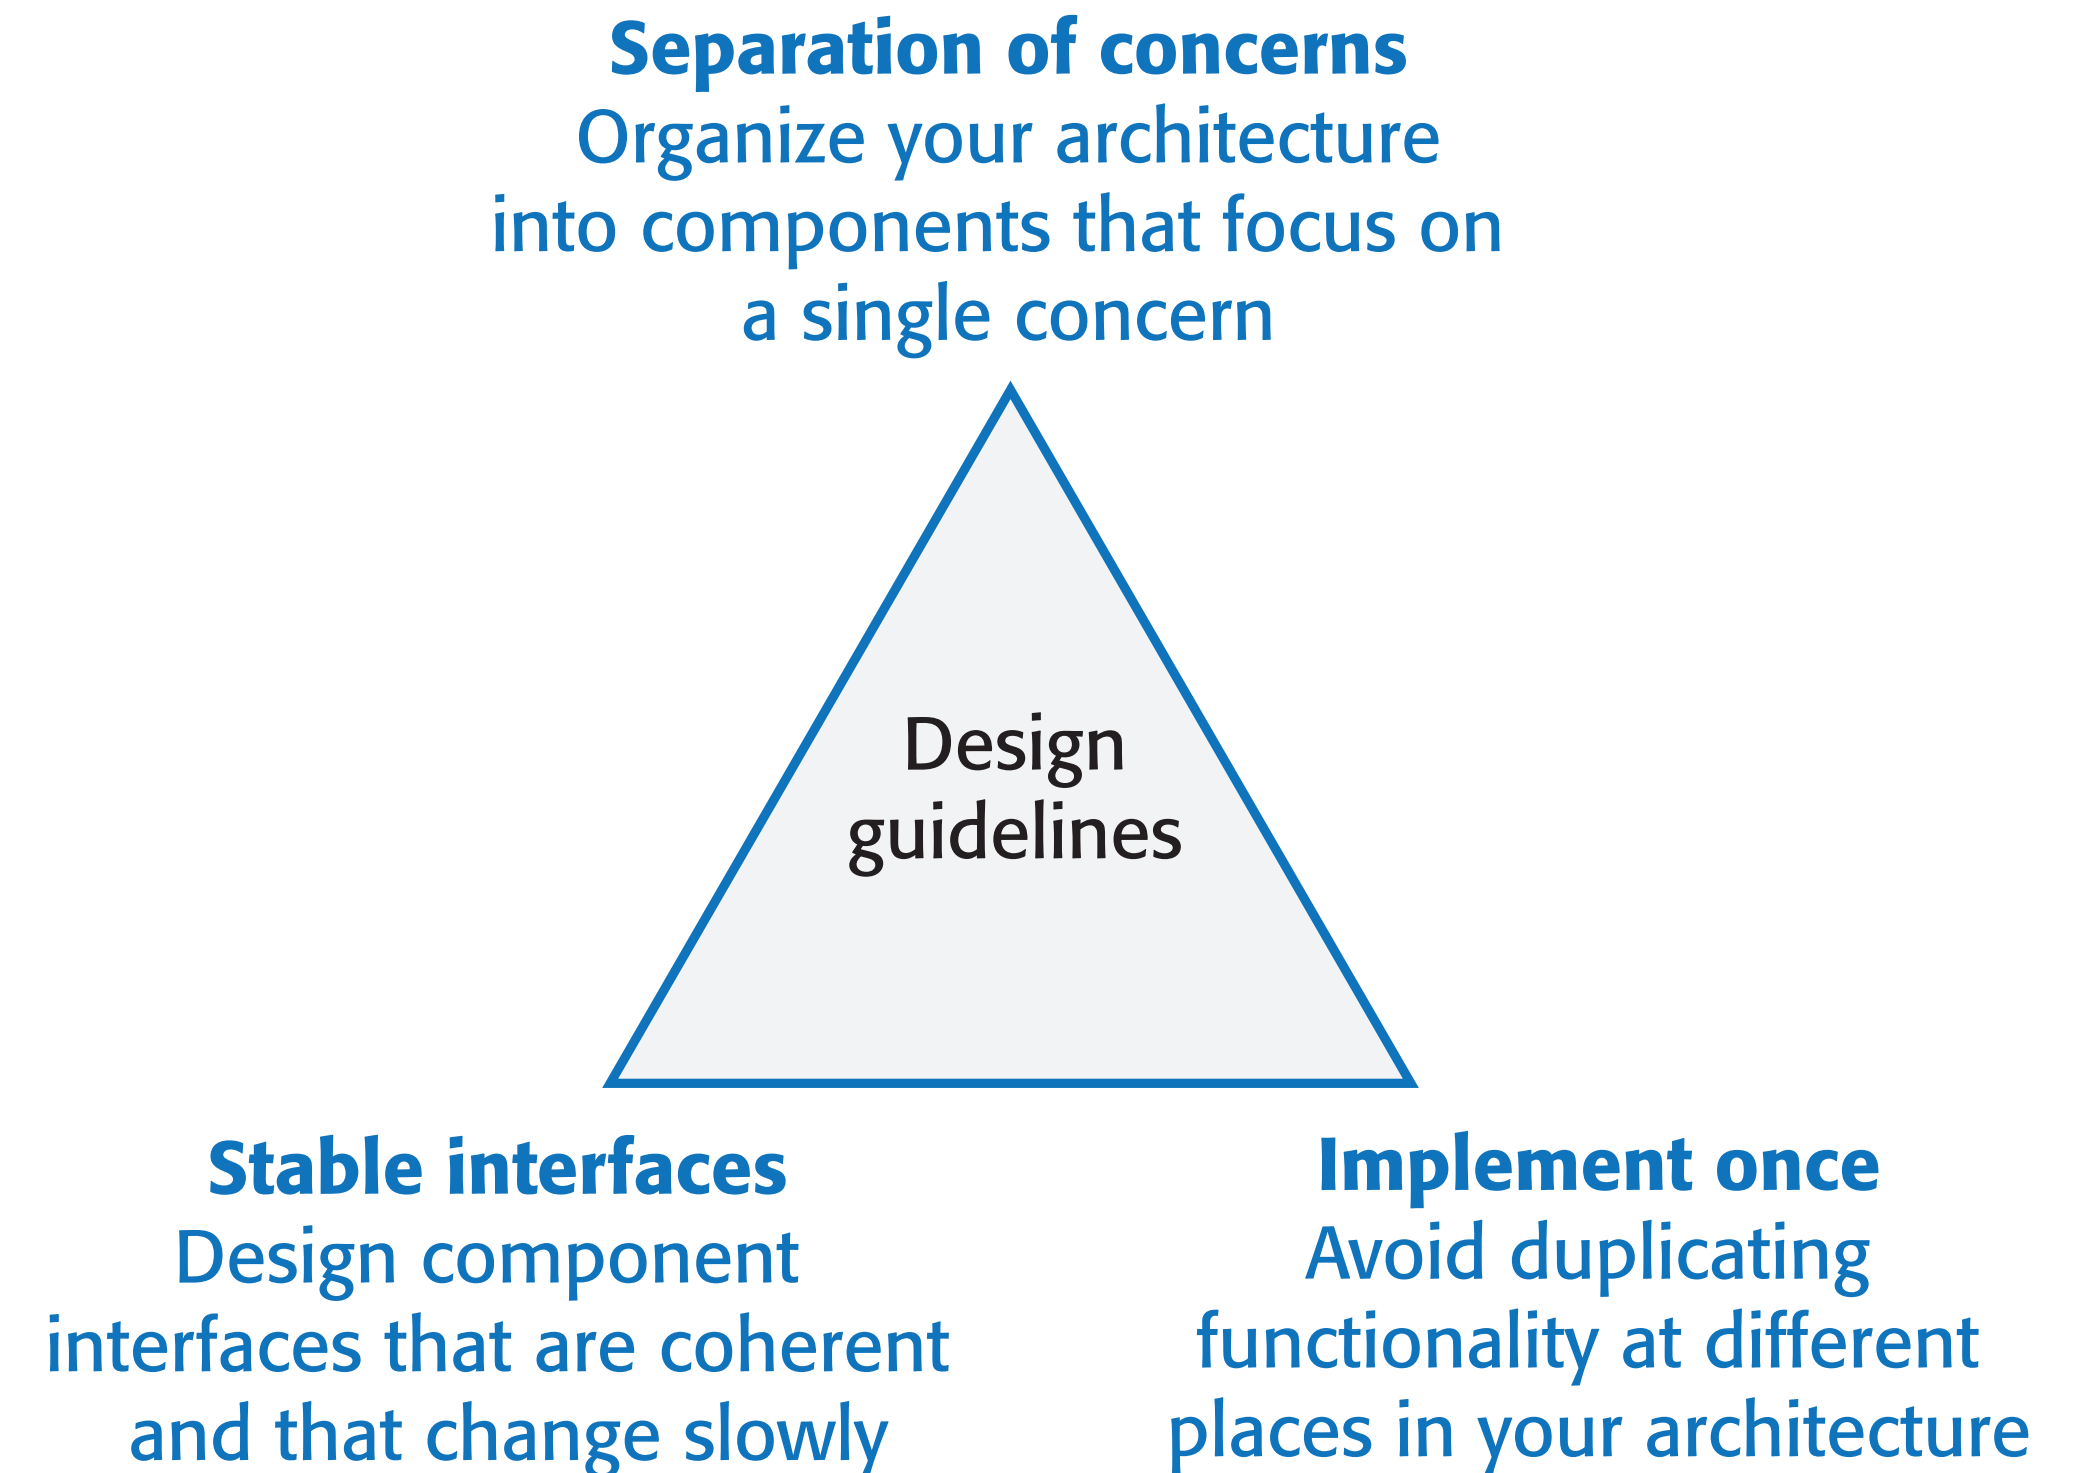 Separation of concerns
Organize your architecture
into components that focus on
a single concern
Design
guidelines
Stable interfaces
Design component
interfaces that are coherent
and that change slowly
Implement once
Avoid duplicating
functionality at different
places in your architecture